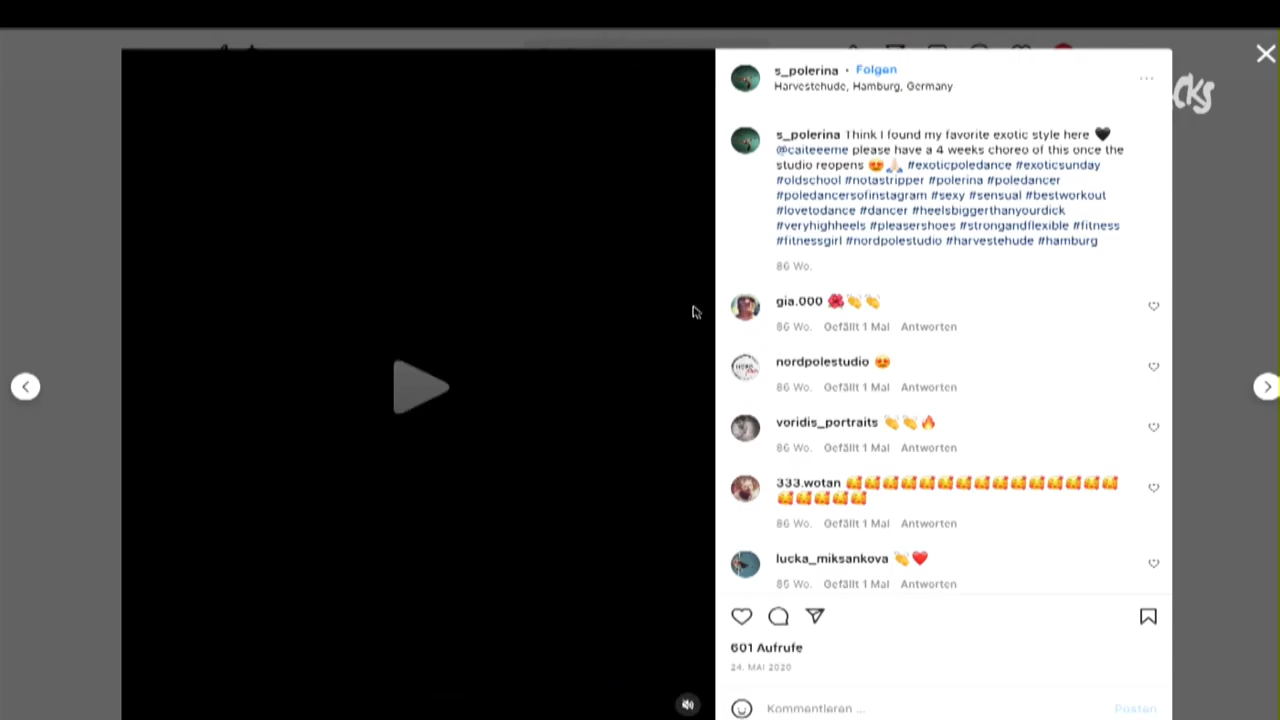 s_polerina • Folgen
Harvestehude, Hamburg, Germany
cks
s_polerina Think I found my favorite exotic style here 🖤
@caiteeeme please have a 4 weeks choreo of this once the
studio reopens 😍🙏🏻 #exoticpoledance #exoticsunday
#oldschool #notastripper #polerina #poledancer
#poledancersofinstagram #sexy #sensual #bestworkout
#lovetodance #dancer #heelsbiggerthanyourdick
#veryhighheels #pleasershoes #strongandflexible #fitness
#fitnessgirl #nordpolestudio #harvestehude #hamburg
86 Wo.
gia.000 🌺👏👏
86 Wo. Gefällt 1 Mal Antworten
nordpolestudio 😍
86 Wo. Gefällt 1 Mal Antworten
voridis_portraits 👏👏🔥
86 Wo. Gefällt 1 Mal Antworten
333.wotan 🥰🥰🥰🥰🥰🥰🥰🥰🥰🥰🥰🥰🥰🥰🥰
🥰🥰🥰🥰🥰
86 Wo. Gefällt 1 Mal Antworten
lucka_miksankova 👏❤️
85 Wo. Gefällt 1 Mal Antworten
601 Aufrufe
24. MAI 2020
Kommentieren ... Posten